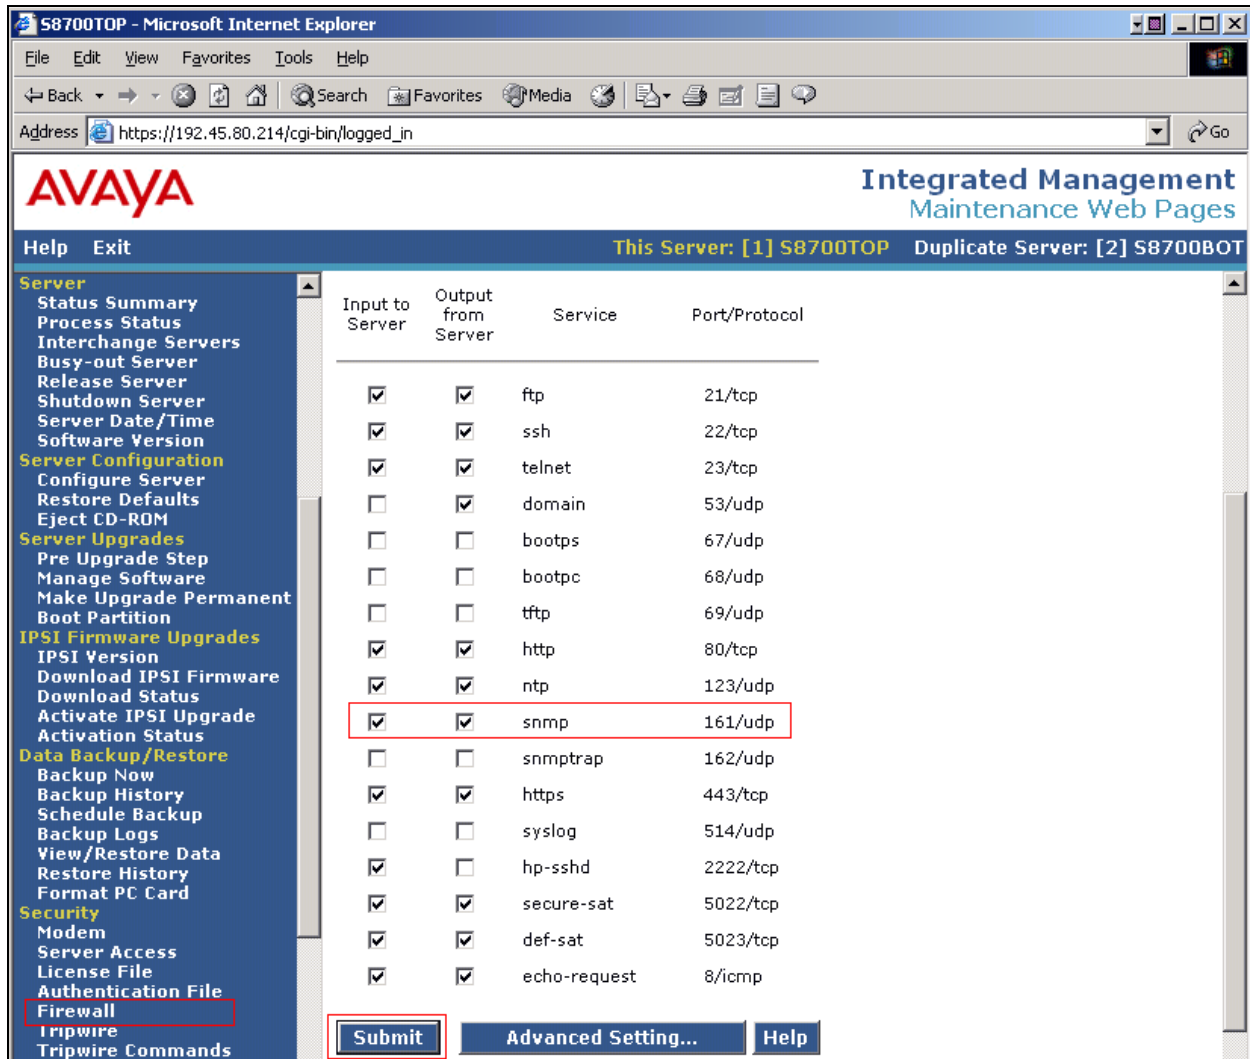 S8700TOP - Microsoft Internet Explorer
File Edit View Favorites Tools Help
Back Search Favorites Media
Address https://192.45.80.214/cgi-bin/logged_in Go
AVAYA
Integrated Management
Maintenance Web Pages
Help Exit This Server: [1] S8700TOP Duplicate Server: [2] S8700BOT
Server
Status Summary
Process Status
Interchange Servers
Busy-out Server
Release Server
Shutdown Server
Server Date/Time
Software Version
Server Configuration
Configure Server
Restore Defaults
Eject CD-ROM
Server Upgrades
Pre Upgrade Step
Manage Software
Make Upgrade Permanent
Boot Partition
IPSI Firmware Upgrades
IPSI Version
Download IPSI Firmware
Download Status
Activate IPSI Upgrade
Activation Status
Data Backup/Restore
Backup Now
Backup History
Schedule Backup
Backup Logs
View/Restore Data
Restore History
Format PC Card
Security
Modem
Server Access
License File
Authentication File
Firewall
Tripwire
Tripwire Commands
Input to Server Output from Server Service Port/Protocol
ftp 21/tcp
ssh 22/tcp
telnet 23/tcp
domain 53/udp
bootps 67/udp
bootpc 68/udp
tftp 69/udp
http 80/tcp
ntp 123/udp
snmp 161/udp
snmptrap 162/udp
https 443/tcp
syslog 514/udp
hp-sshd 2222/tcp
secure-sat 5022/tcp
def-sat 5023/tcp
echo-request 8/icmp
Submit Advanced Setting... Help